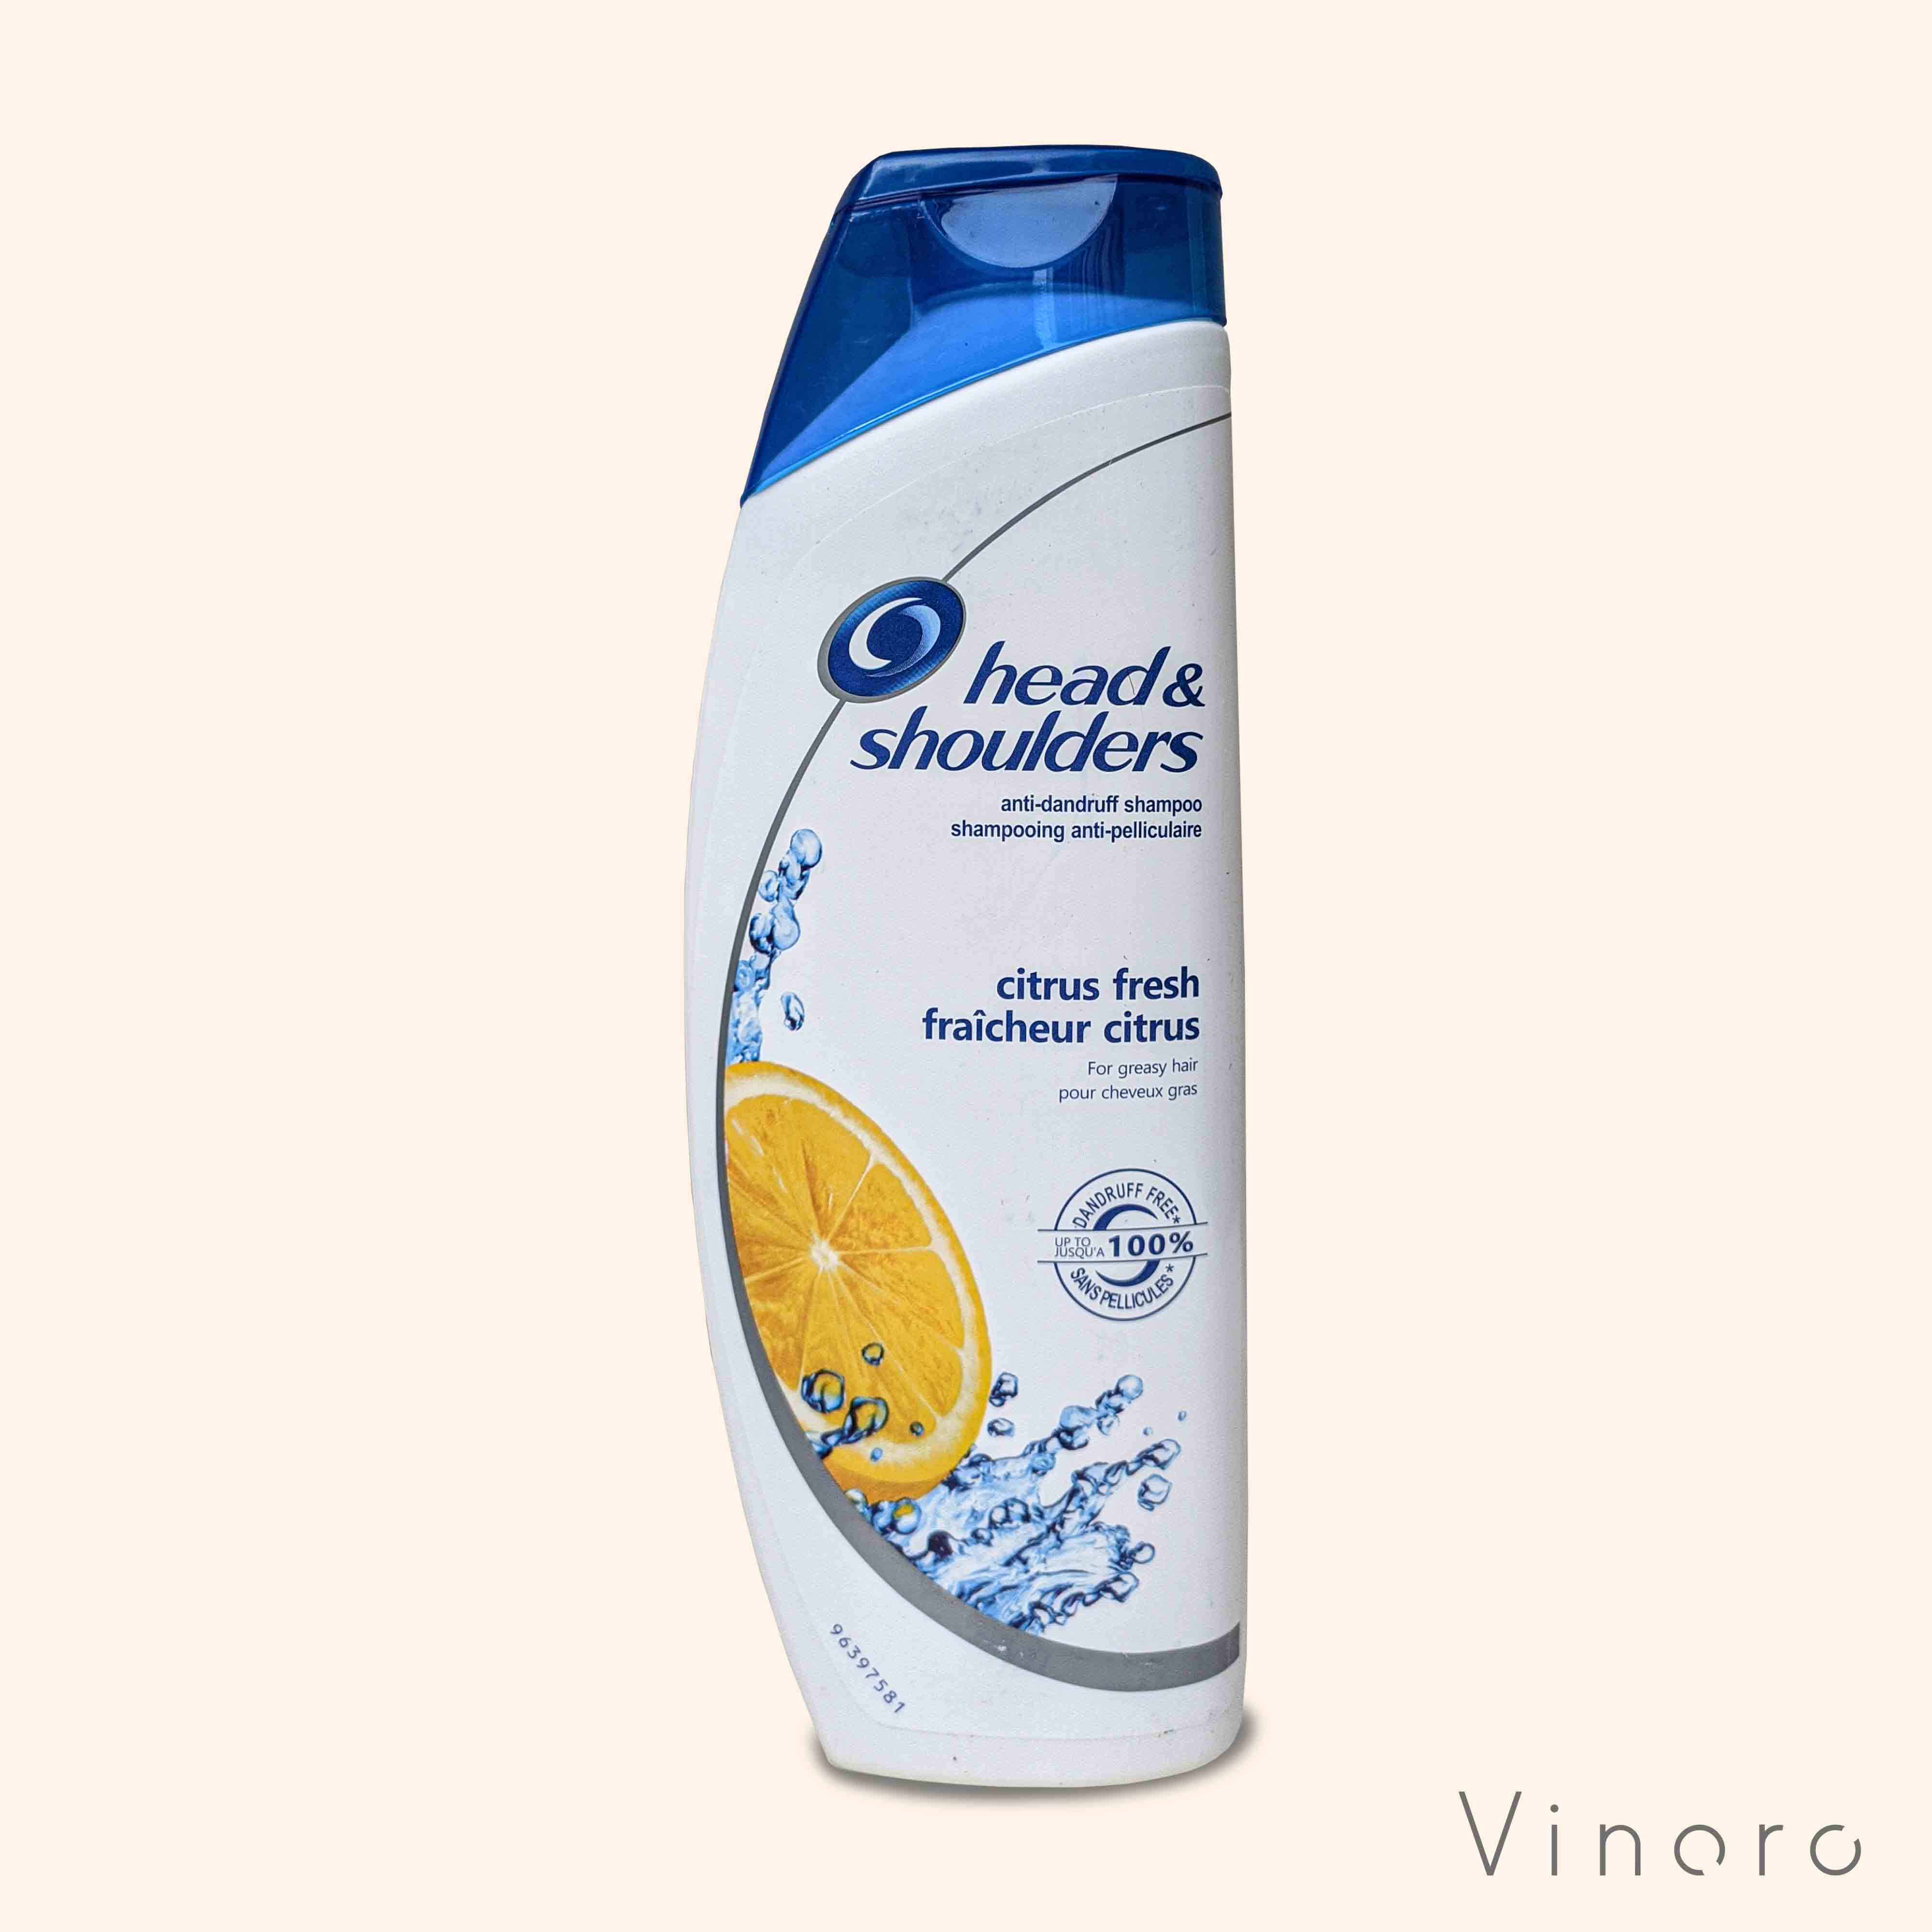 head &
shoulders
anti-dandruff shampoo
shampooing anti-pelliculaire
citrus fresh
fraîcheur citrus
For greasy hair
pour cheveux gras
DANDRUFF FREE*
UP TO
JUSQU'A 100%
SANS PELLICULES*
96397581
Vinoro